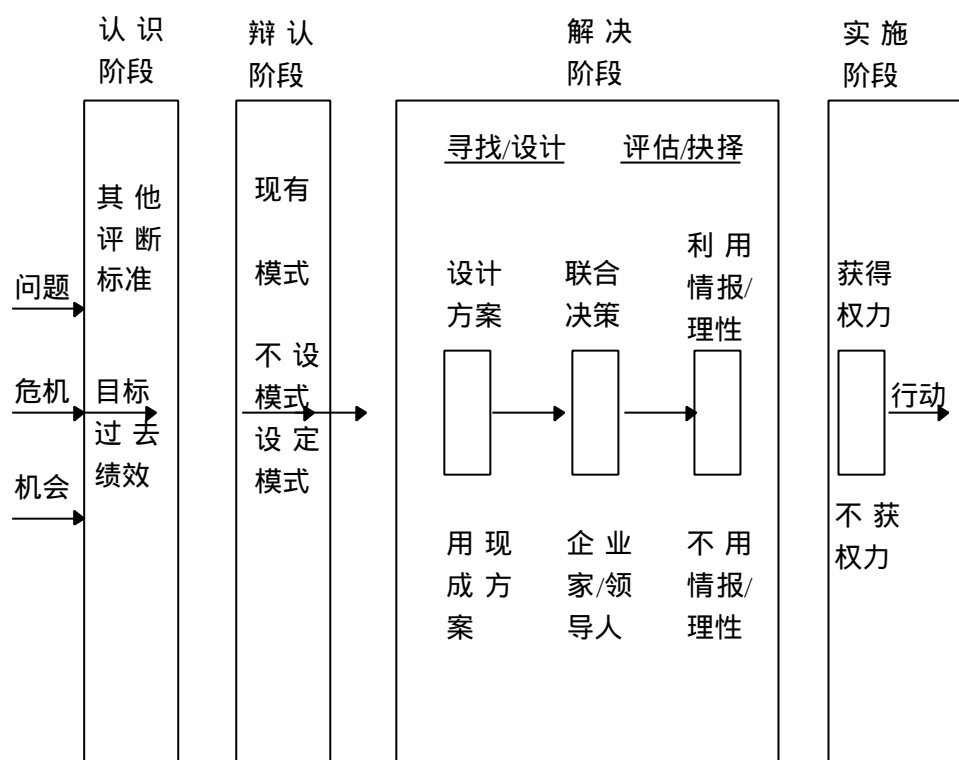 认 识
阶段
辩 认
阶段
解 决
阶段
实 施
阶段
问题
危机
机会
其 他
评 断
标准
目标
过 去
绩效
现有
模式
不 设
模式
设 定
模式
寻找/设计
评估/抉择
设计
方案
联合
决策
利 用
情报/
理性
用 现
成 方
案
企 业
家/领
导人
不 用
情报/
理性
获得
权力
行动
不 获
权力